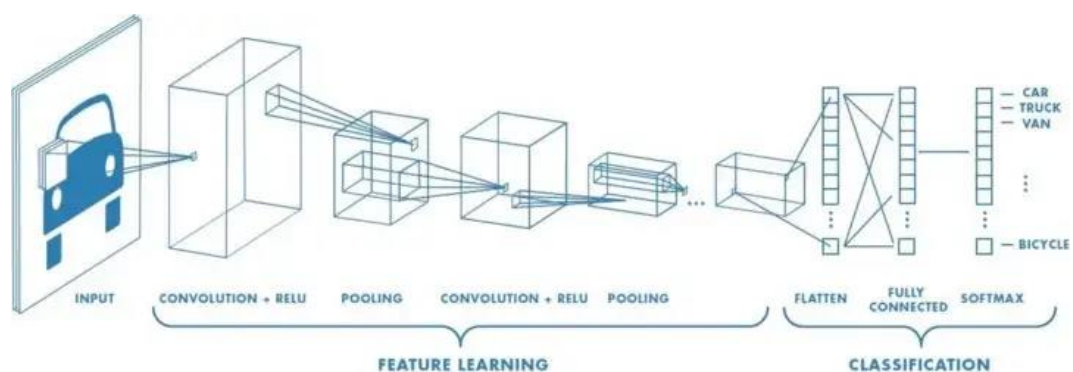 CAR
TRUCK
VAN
BICYCLE
INPUT
CONVOLUTION + RELU
POOLING
CONVOLUTION + RELU
POOLING
FLATTEN
FULLY
CONNECTED
SOFTMAX
FEATURE LEARNING
CLASSIFICATION